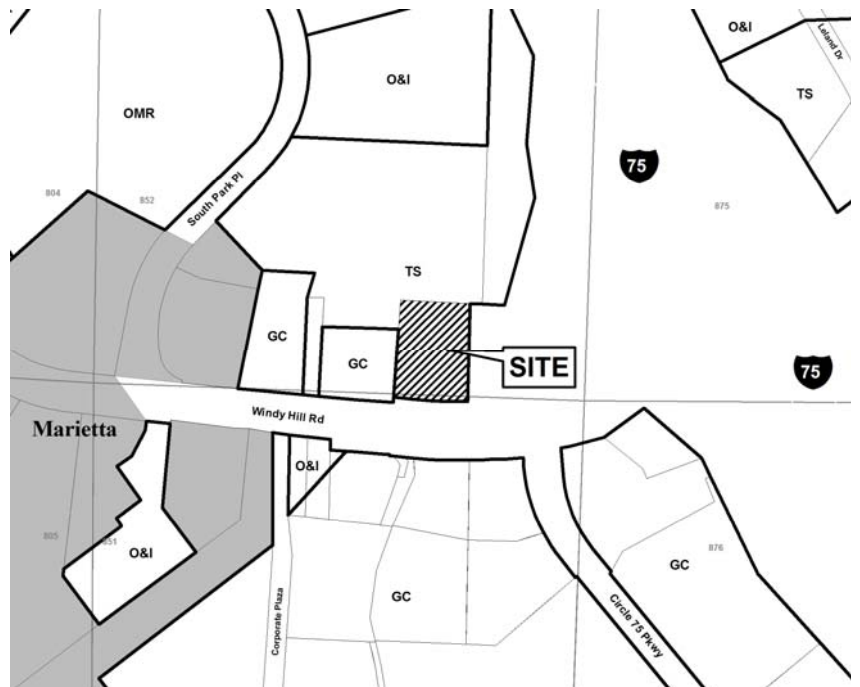 O&I
Leland Dr
O&I
TS
OMR
75
804
852
South Park Pl
875
TS
GC
GC
SITE
75
Windy Hill Rd
Marietta
O&I
805
851
O&I
876
GC
GC
Corporate Plaza
Circle 75 Pkwy